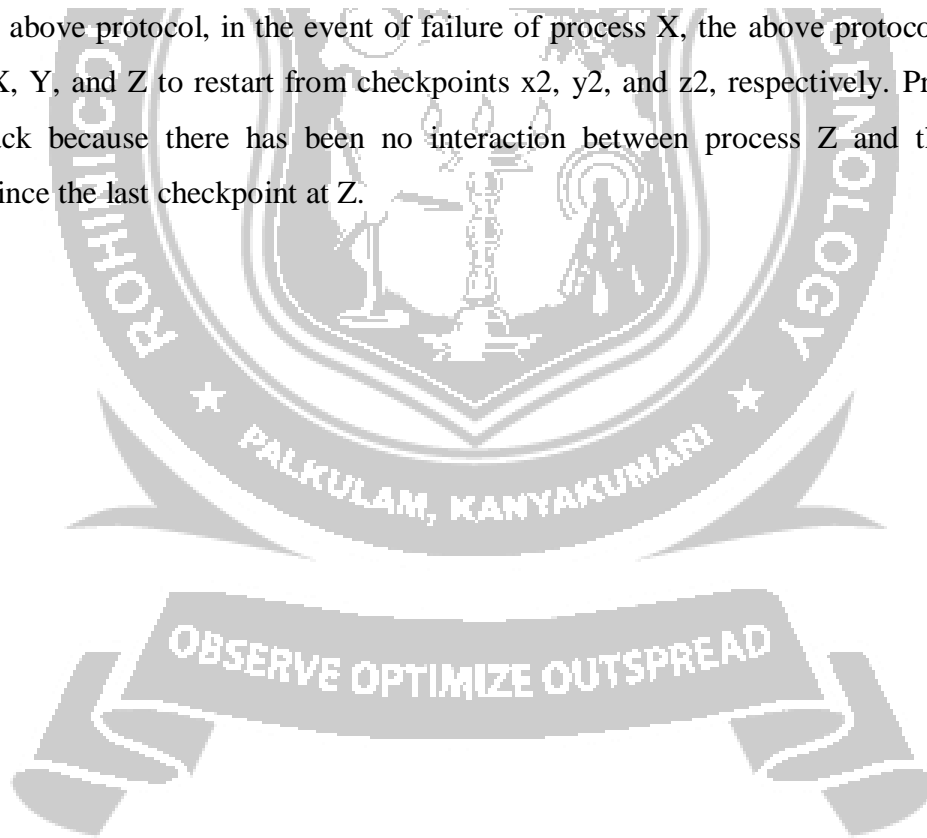 above protocol, in the event of failure of process X, the above protoco
X, Y, and Z to restart from checkpoints x2, y2, and z2, respectively. Pr
ck because there has been no interaction between process Z and th
ince the last checkpoint at Z.
PALKULAM, KANYAKUMARI
OBSERVE OPTIMIZE OUTSPREAD